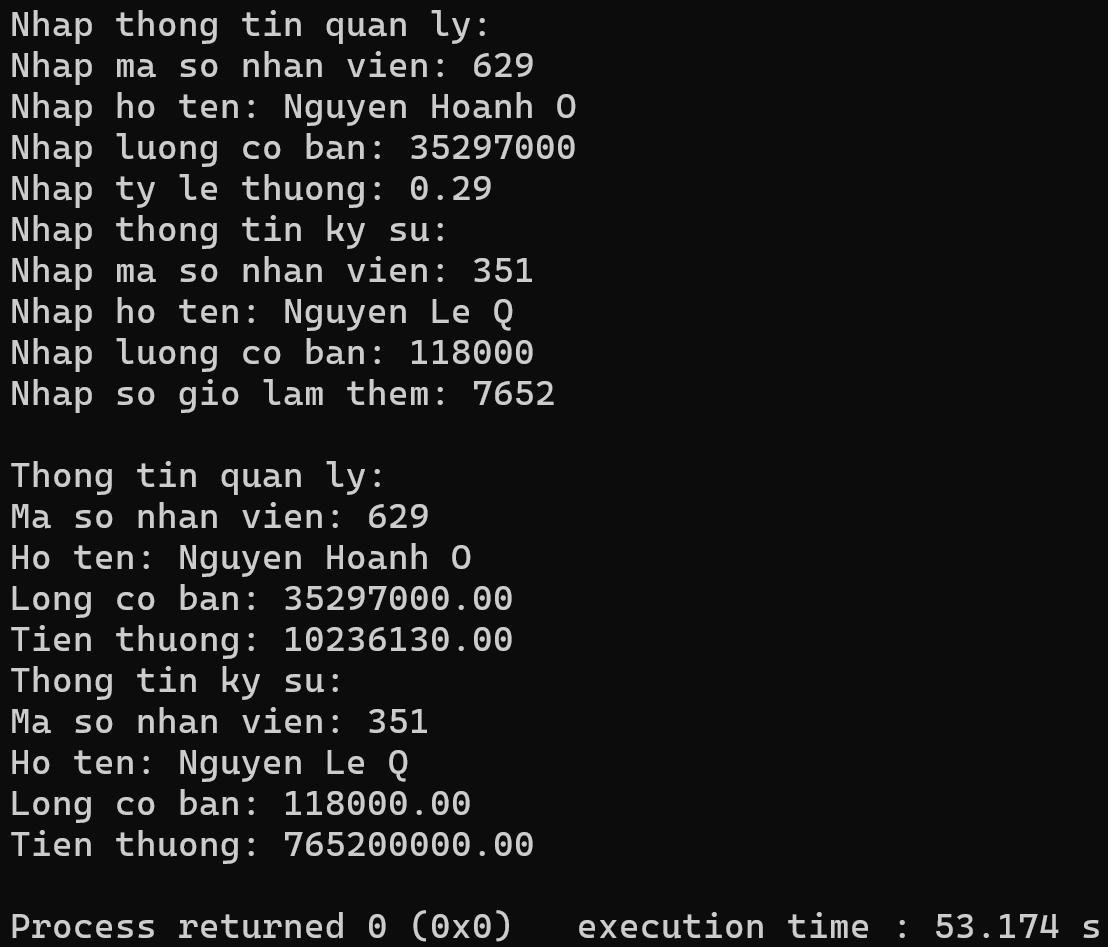 Nhap thong tin quan ly:
Nhap ma so nhan vien: 629
Nhap ho ten: Nguyen Hoanh O
Nhap luong co ban: 35297000
Nhap ty le thuong: 0.29
Nhap thong tin ky su:
Nhap ma so nhan vien: 351
Nhap ho ten: Nguyen Le Q
Nhap luong co ban: 118000
Nhap so gio lam them: 7652
Thong tin quan ly:
Ma so nhan vien: 629
Ho ten: Nguyen Hoanh O
Long co ban: 35297000.00
Tien thuong: 10236130.00
Thong tin ky su:
Ma so nhan vien: 351
Ho ten: Nguyen Le Q
Long co ban: 118000.00
Tien thuong: 765200000.00
Process returned 0 (0x0)   execution time : 53.174 s